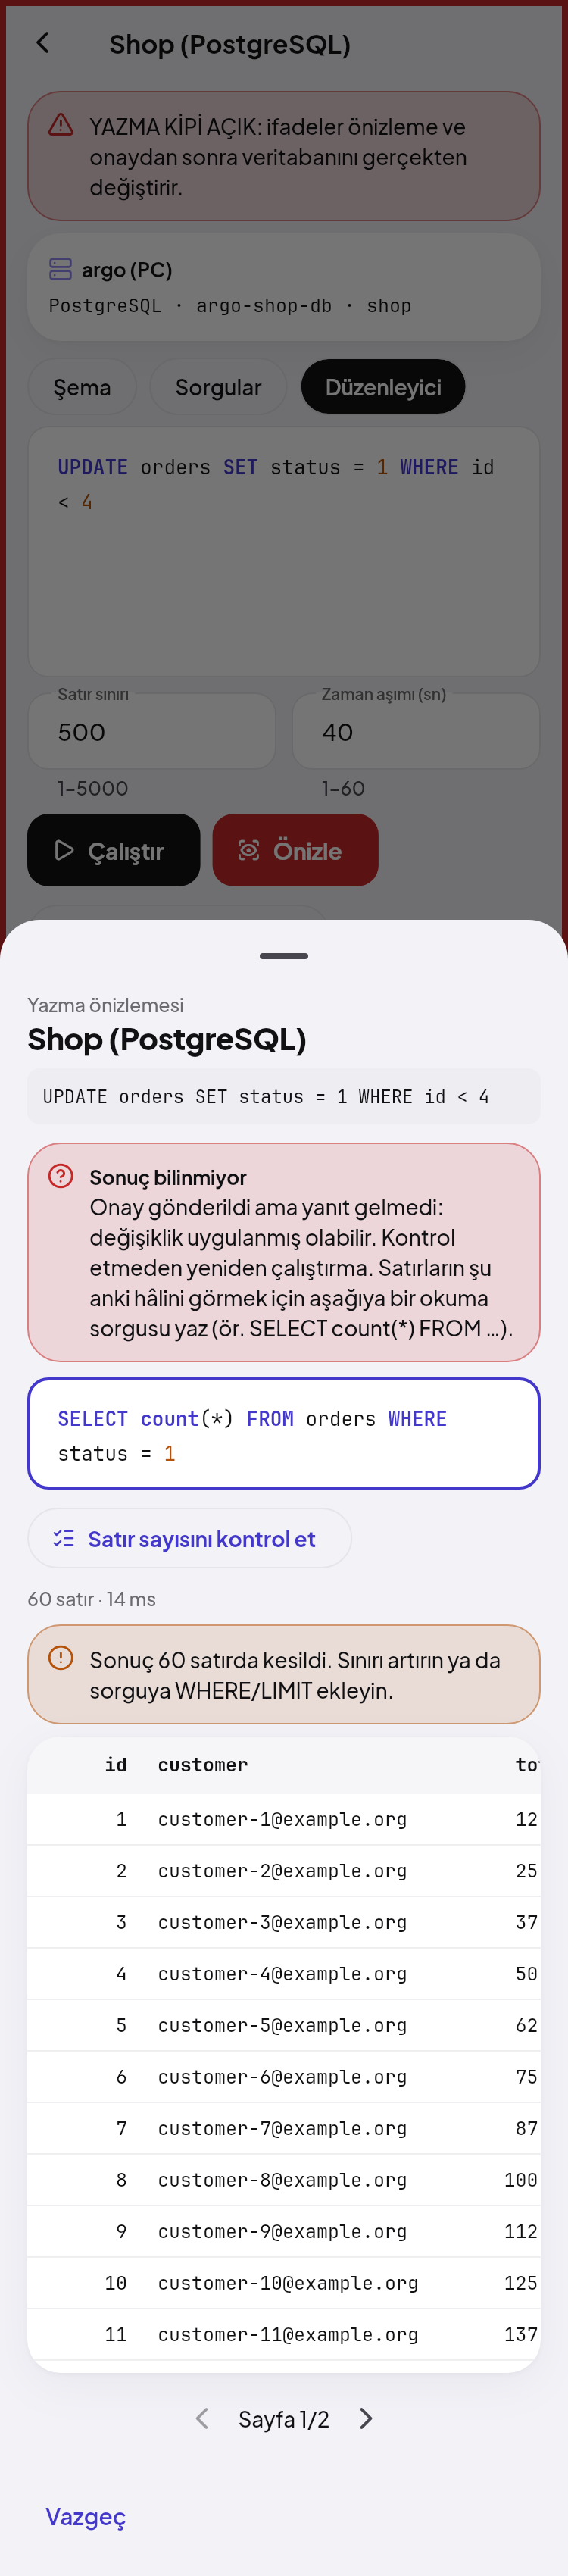 Shop (PostgreSQL)
YAZMA KİPİ AÇIK: ifadeler önizleme ve
onaydan sonra veritabanını gerçekten
değiştirir.
argo (PC)
PostgreSQL · argo-shop-db · shop
Şema
Sorgular
Düzenleyici
UPDATE orders SET status = 1 WHERE id
< 4
Satır sınırı
Zaman aşımı (sn)
500
40
1–5000
1–60
Çalıştır
Önizle
Yazma önizlemesi
Shop (PostgreSQL)
UPDATE orders SET status = 1 WHERE id < 4
Sonuç bilinmiyor
Onay gönderildi ama yanıt gelmedi:
değişiklik uygulanmış olabilir. Kontrol
etmeden yeniden çalıştırma. Satırların şu
anki hâlini görmek için aşağıya bir okuma
sorgusu yaz (ör. SELECT count(*) FROM …).
SELECT count(*) FROM orders WHERE
status = 1
Satır sayısını kontrol et
60 satır · 14 ms
Sonuç 60 satırda kesildi. Sınırı artırın ya da
sorguya WHERE/LIMIT ekleyin.
id customer
1 customer-1@example.org 12
2 customer-2@example.org 25
3 customer-3@example.org 37
4 customer-4@example.org 50
5 customer-5@example.org 62
6 customer-6@example.org 75
7 customer-7@example.org 87
8 customer-8@example.org 100
9 customer-9@example.org 112
10 customer-10@example.org 125
11 customer-11@example.org 137
Sayfa 1/2
Vazgeç